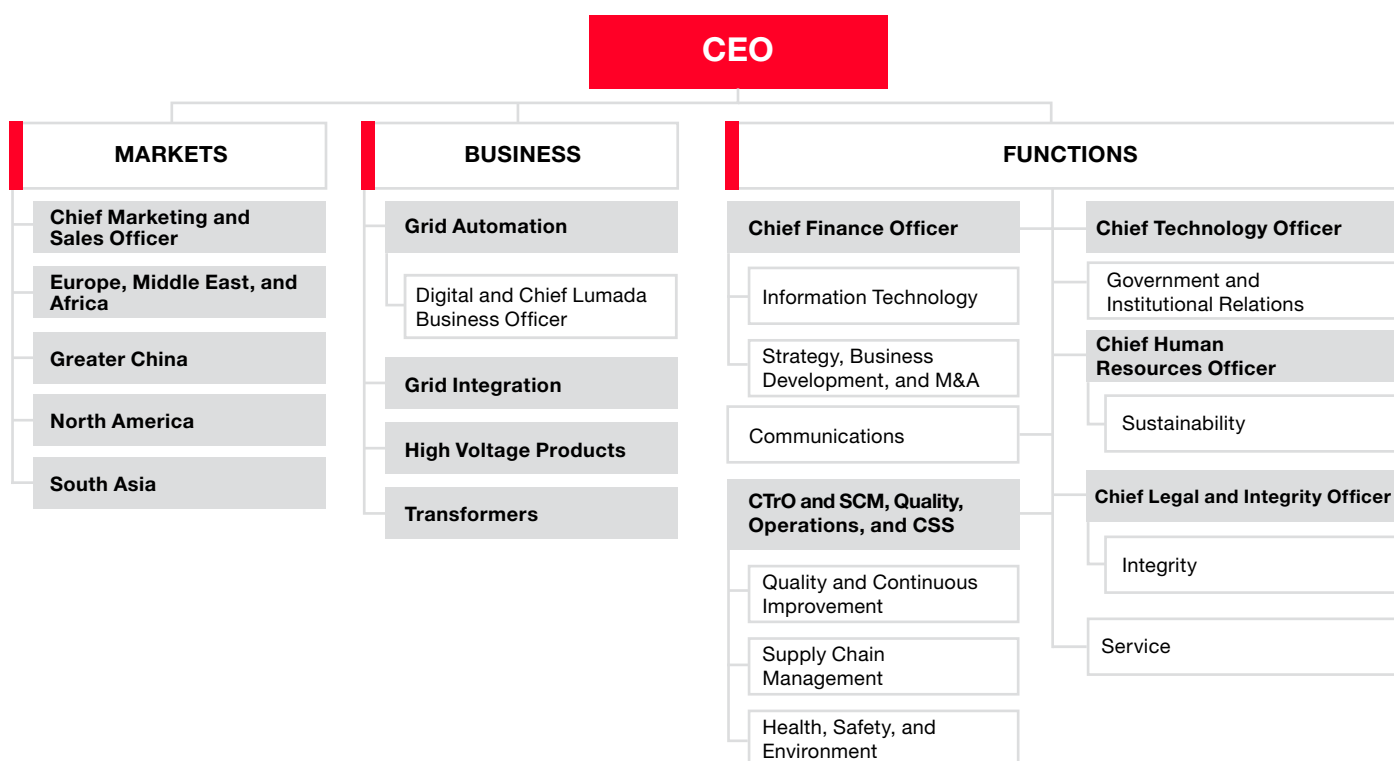 CEO
MARKETS
Chief Marketing and
Sales Officer
Europe, Middle East, and
Africa
Greater China
North America
South Asia
BUSINESS
Grid Automation
Digital and Chief Lumada
Business Officer
Grid Integration
High Voltage Products
Transformers
FUNCTIONS
Chief Finance Officer
Information Technology
Strategy, Business
Development, and M&A
Communications
CTrO and SCM, Quality,
Operations, and CSS
Quality and Continuous
Improvement
Supply Chain
Management
Health, Safety, and
Environment
Chief Technology Officer
Government and
Institutional Relations
Chief Human
Resources Officer
Sustainability
Chief Legal and Integrity Officer
Integrity
Service